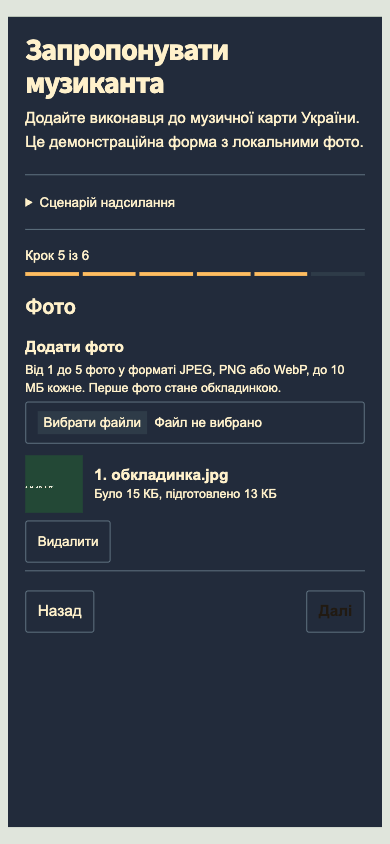 Запропонувати
музиканта
Додайте виконавця до музичної карти України.
Це демонстраційна форма з локальними фото.
Сценарій надсилання
Крок 5 із 6
Фото
Додати фото
Від 1 до 5 фото у форматі JPEG, PNG або WebP, до 10
МБ кожне. Перше фото стане обкладинкою.
Вибрати файли Файл не вибрано
1. обкладинка.jpg
Було 15 КБ, підготовлено 13 КБ
Видалити
Назад Далі